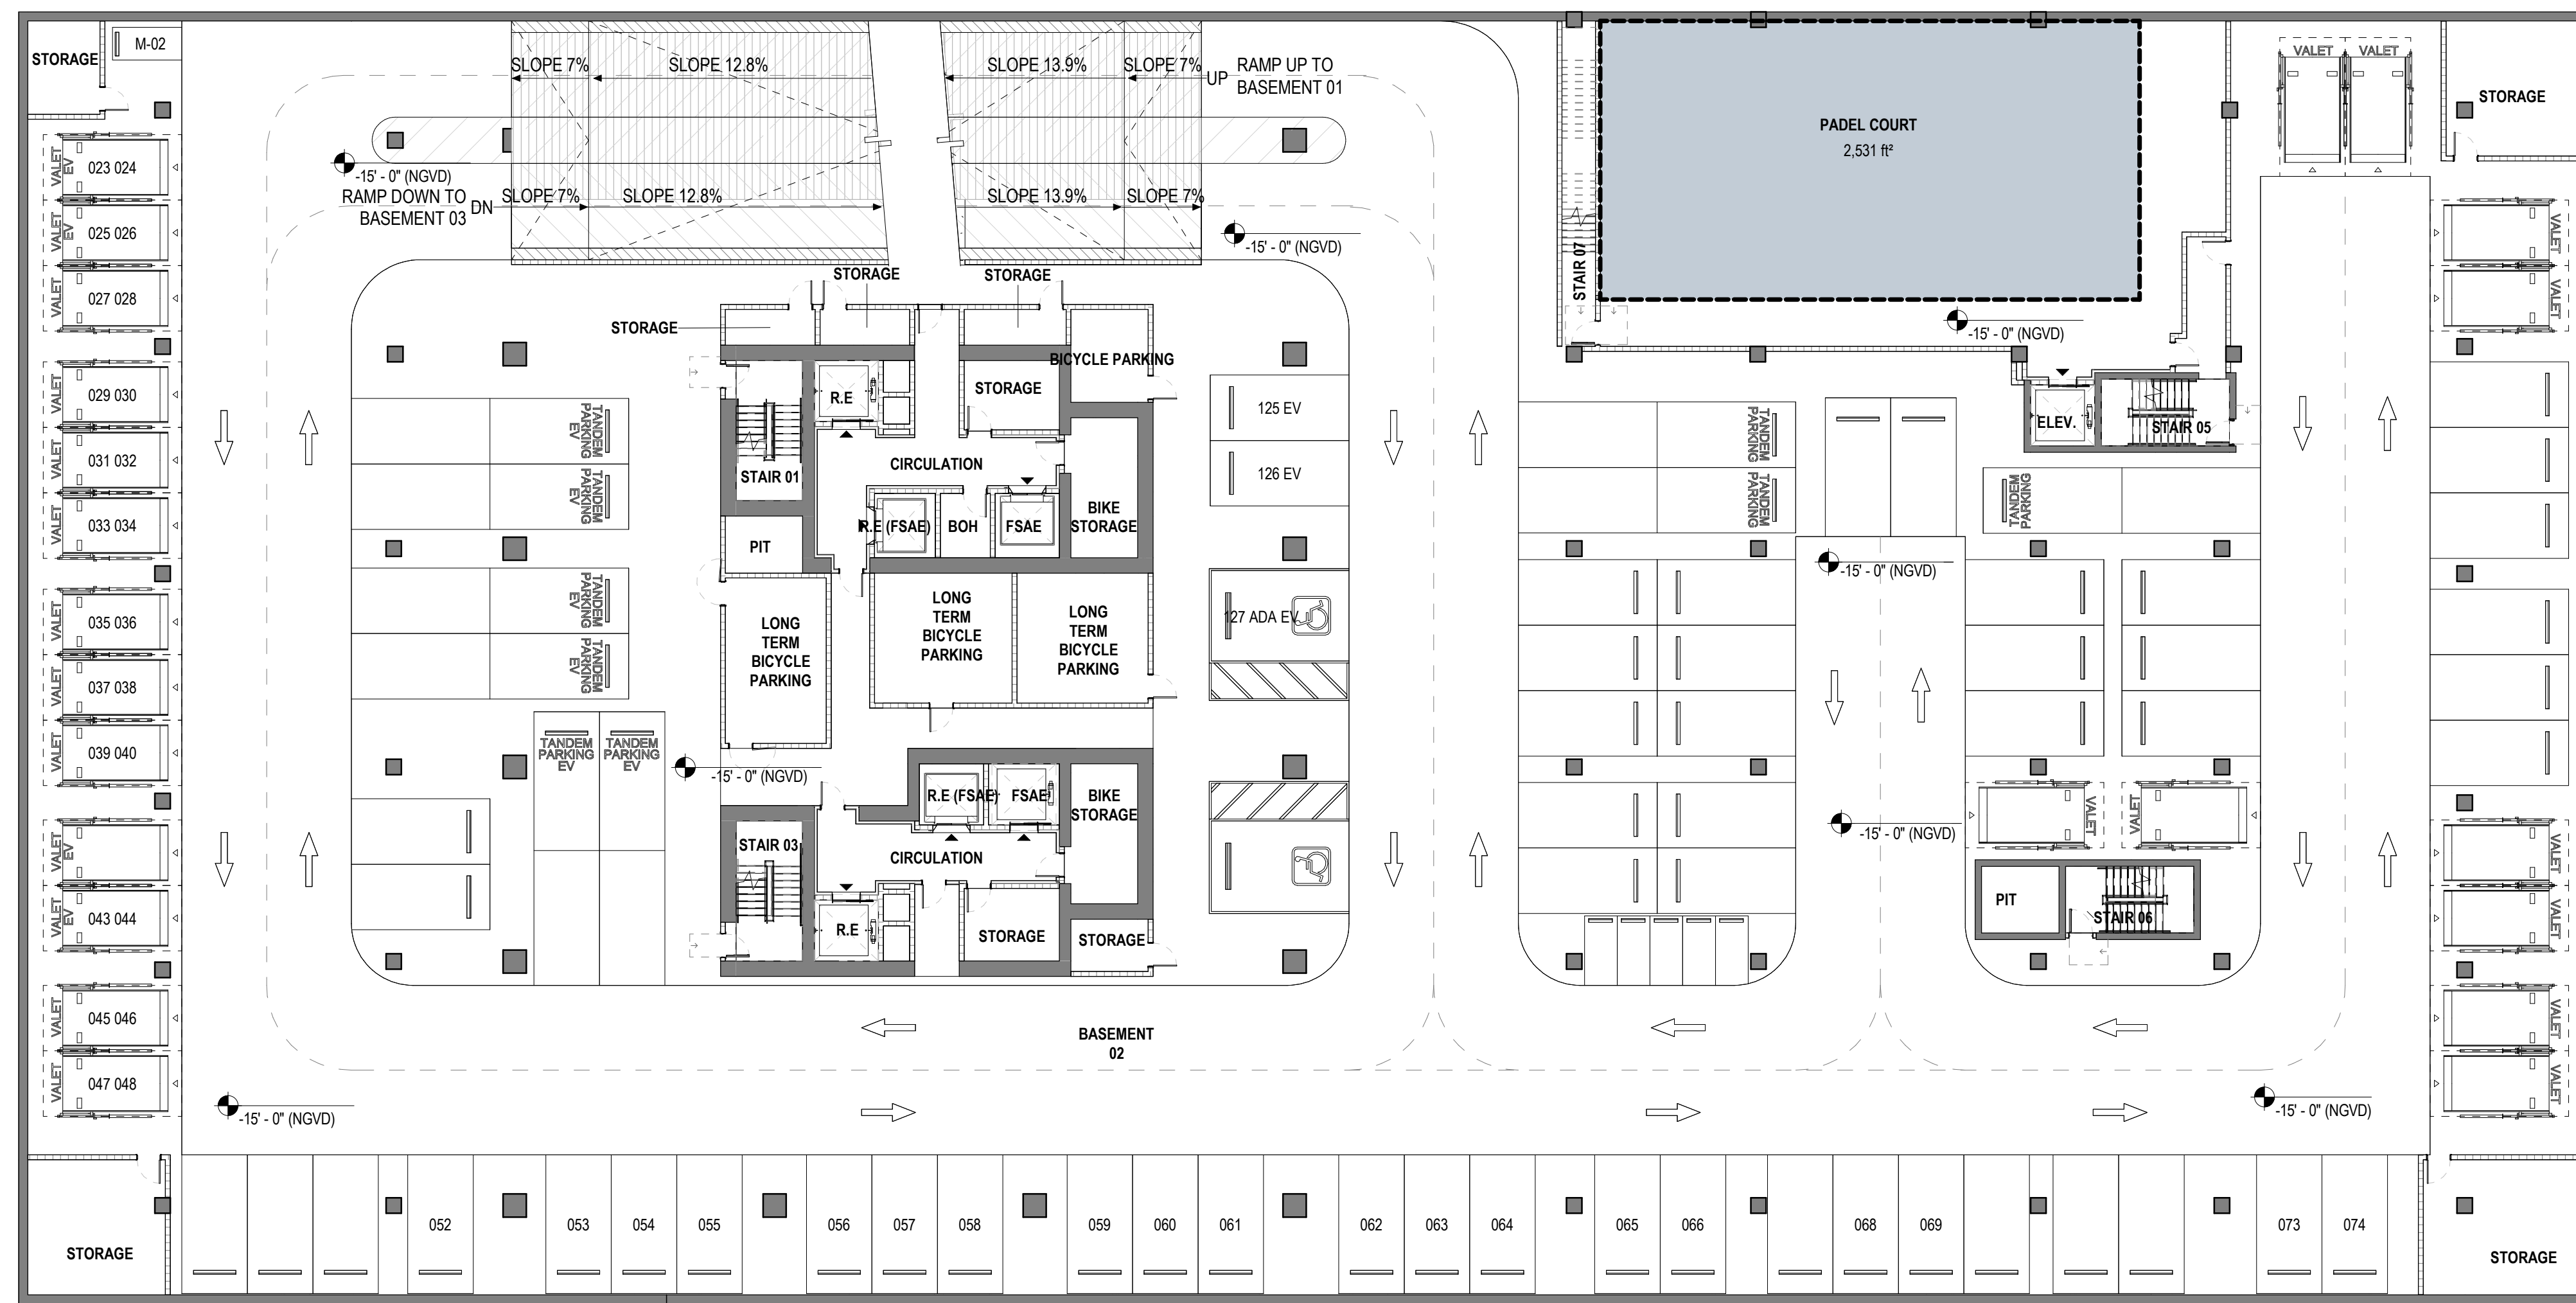 STORAGE
M-02
SLOPE 7%
SLOPE 12.8%
SLOPE 13.9%
SLOPE 7%
UP
RAMP UP TO
BASEMENT 01
PADEL COURT
2,531 ft²
VALET
VALET
STORAGE
VALET
EV
023 024
-15' - 0" (NGVD)
RAMP DOWN TO
BASEMENT 03
DN
SLOPE 7%
SLOPE 12.8%
SLOPE 13.9%
SLOPE 7%
-15' - 0" (NGVD)
VALET
EV
025 026
VALET
STAIR 07
STORAGE
STORAGE
VALET
027 028
VALET
STORAGE
-15' - 0" (NGVD)
BICYCLE PARKING
VALET
029 030
R.E
STORAGE
125 EV
TANDEM
PARKING
EV
TANDEM
PARKING
ELEV.
STAIR 05
VALET
031 032
CIRCULATION
STAIR 01
126 EV
TANDEM
PARKING
EV
TANDEM
PARKING
TANDEM
PARKING
VALET
033 034
R.E (FSAE)
BOH
FSAE
BIKE
STORAGE
PIT
-15' - 0" (NGVD)
VALET
035 036
TANDEM
PARKING
EV
LONG
TERM
BICYCLE
PARKING
LONG
TERM
BICYCLE
PARKING
LONG
TERM
BICYCLE
PARKING
127 ADA EV
VALET
037 038
TANDEM
PARKING
EV
VALET
039 040
TANDEM
PARKING
EV
TANDEM
PARKING
EV
-15' - 0" (NGVD)
R.E (FSAE)
FSAE
BIKE
STORAGE
VALET
VALET
-15' - 0" (NGVD)
VALET
EV
STAIR 03
CIRCULATION
VALET
VALET
EV
043 044
R.E
STORAGE
STORAGE
PIT
STAIR 06
VALET
VALET
045 046
BASEMENT
02
VALET
VALET
047 048
VALET
-15' - 0" (NGVD)
-15' - 0" (NGVD)
STORAGE
052
053
054
055
056
057
058
059
060
061
062
063
064
065
066
068
069
073
074
STORAGE